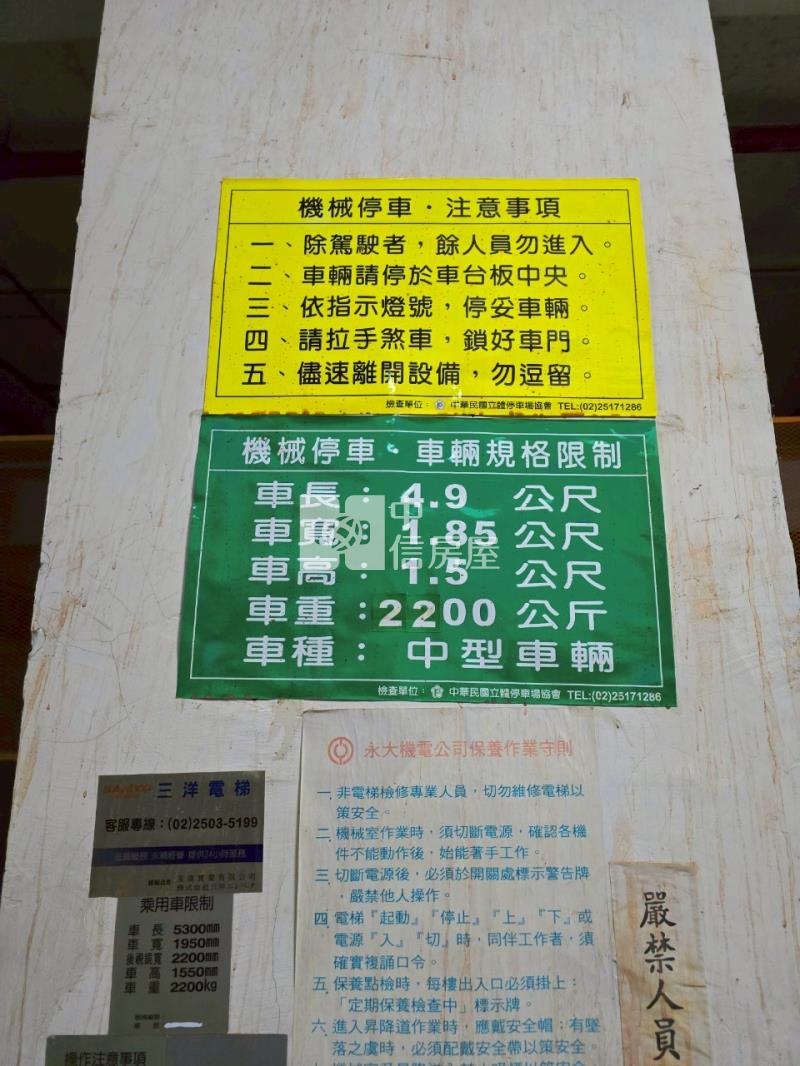 機械停車・注意事項
一、除駕駛者，餘人員勿進入。
二、車輛請停於車台板中央。
三、依指示燈號，停妥車輛。
四、請拉手煞車，鎖好車門。
五、儘速離開設備，勿逗留。
檢查單位： 中華民國立體停車場協會 TEL:(02)25171286
機械停車・車輛規格限制
車長：4.9 公尺
車寬：1.85 公尺
車高：1.5 公尺
車重：2200 公斤
車種：中型車輛
檢查單位： 中華民國立體停車場協會 TEL:(02)25171286
中信房屋
SANYO 三洋電梯
客服專線：(02)2503-5199
乘用車限制
車長 5300mm
車寬 1950mm
後視鏡寬 2200mm
車高 1550mm
車重 2200kg
操作注意事項
永大機電公司保養作業守則
一. 非電梯檢修專業人員，切勿維修電梯以
策安全。
二. 機械室作業時，須切斷電源，確認各機
件不能動作後，始能著手工作。
三. 切斷電源後，必須於開關處標示警告牌
，嚴禁他人操作。
四. 電梯『起動』『停止』『上』『下』或
電源『入』『切』時，同伴工作者，須
確實複誦口令。
五. 保養點檢時，每樓出入口必須掛上：
「定期保養檢查中」標示牌。
六. 進入昇降道作業時，應戴安全帽；有墜
落之虞時，必須配戴安全帶以策安全。
嚴禁人員